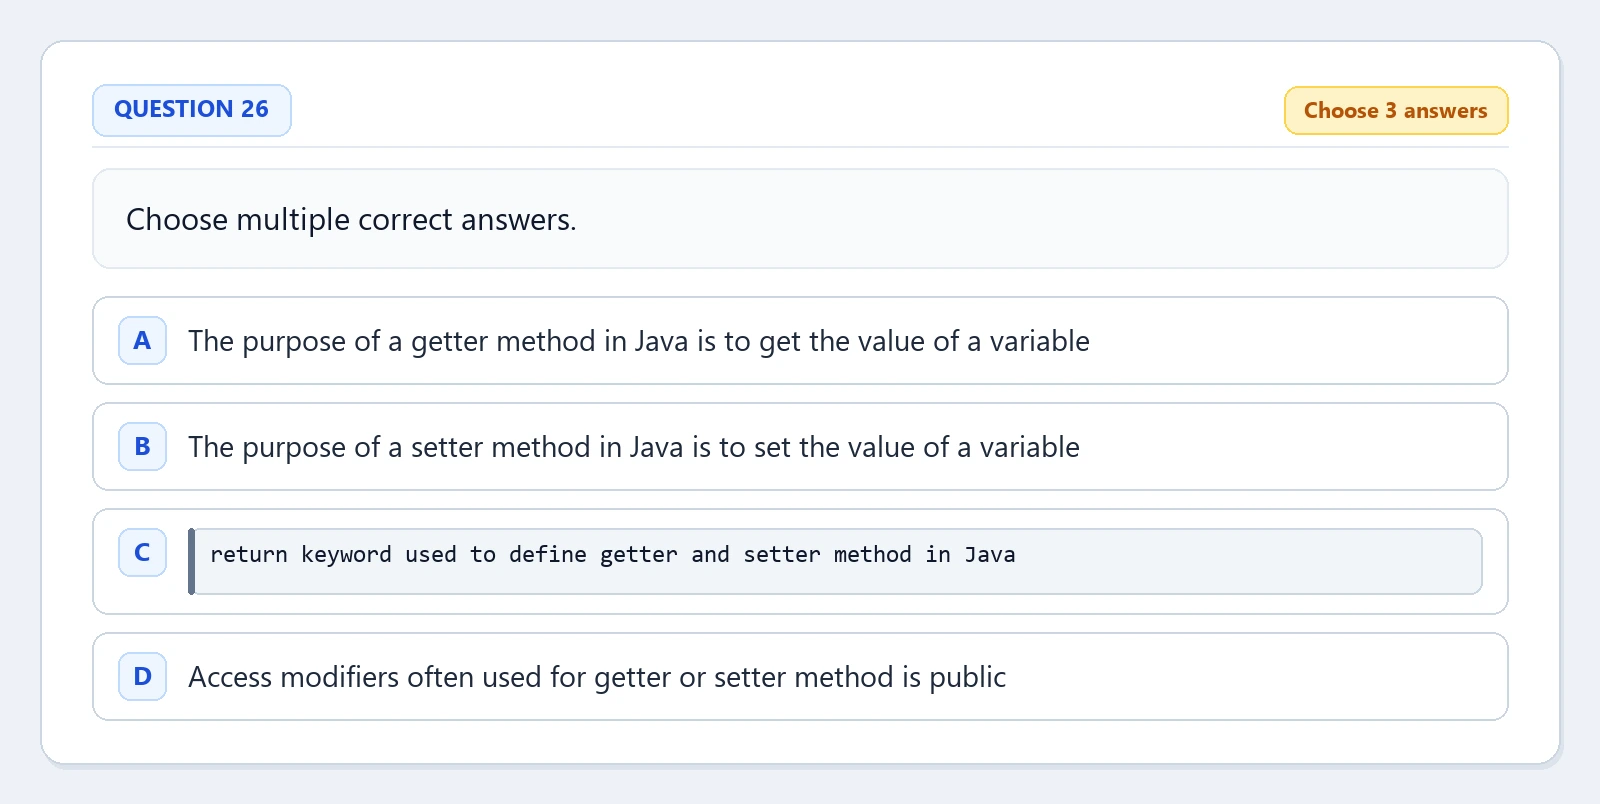 QUESTION 26
Choose 3 answers
Choose multiple correct answers.
A
The purpose of a getter method in Java is to get the value of a variable
B
The purpose of a setter method in Java is to set the value of a variable
C
return keyword used to define getter and setter method in Java
D
Access modifiers often used for getter or setter method is public